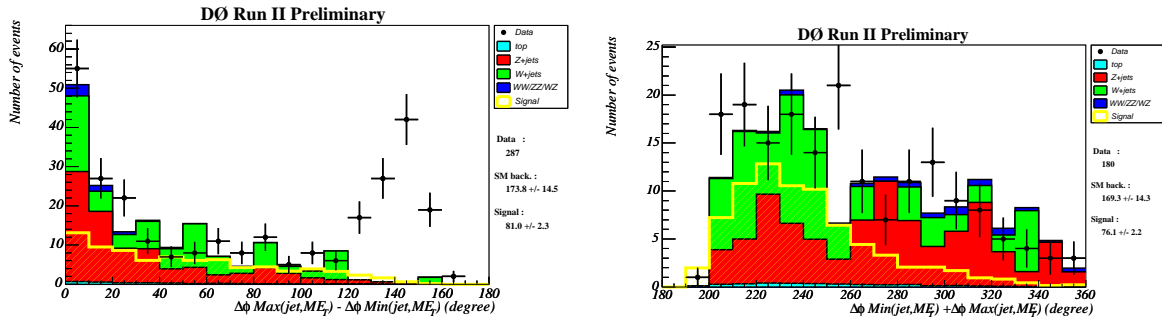 DØ Run II Preliminary
Number of events
60
50
40
30
20
10
0
0 20 40 60 80 100 120 140 160 180
Δϕ Max(jet,ME_T) - Δϕ Min(jet,ME_T) (degree)
Data
top
Z+jets
W+jets
WW/ZZ/WZ
Signal
Data :
287
SM back. :
173.8 +/- 14.5
Signal :
81.0 +/- 2.3
DØ Run II Preliminary
Number of events
25
20
15
10
5
0
180 200 220 240 260 280 300 320 340 360
Δϕ Min(jet,ME_T) +Δϕ Max(jet,ME_T) (degree)
Data
top
Z+jets
W+jets
WW/ZZ/WZ
Signal
Data :
180
SM back. :
169.3 +/- 14.3
Signal :
76.1 +/- 2.2